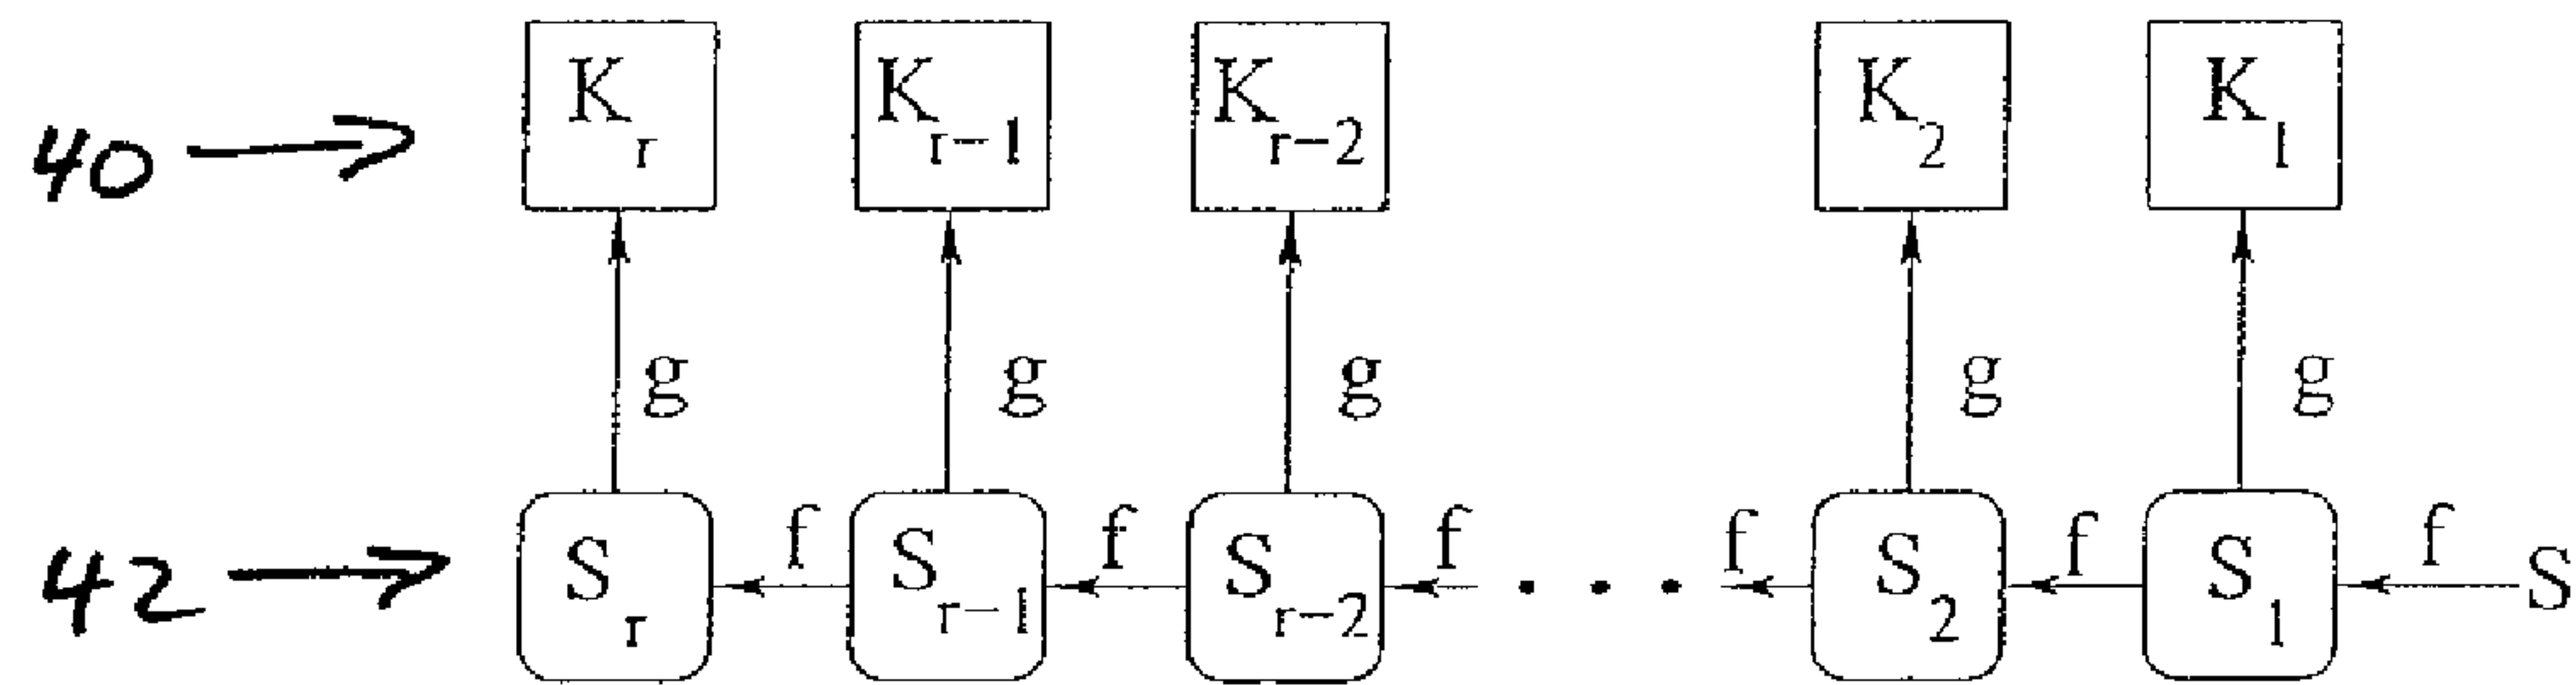 40 K_r K_{r-1} K_{r-2} K_2 K_1
g g g g g
f f f f f f
42 S_r S_{r-1} S_{r-2} . . . S_2 S_1 S